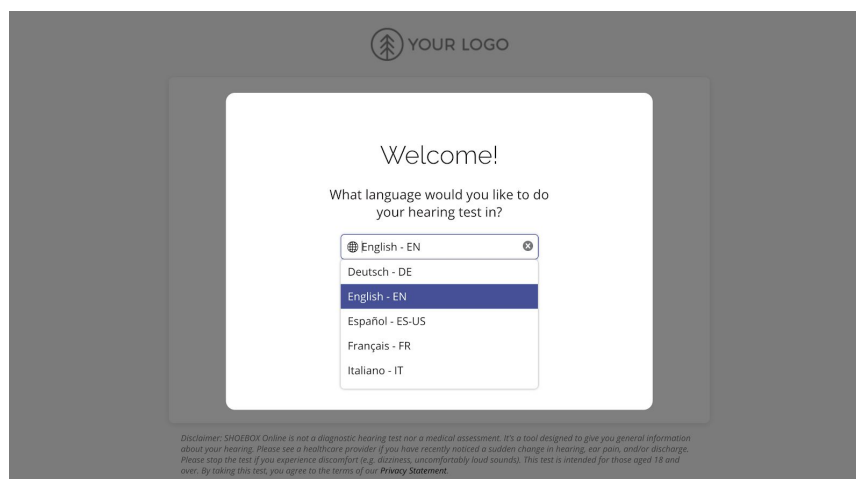 YOUR LOGO
Welcome!
What language would you like to do
your hearing test in?
English - EN
Deutsch - DE
English - EN
Español - ES-US
Français - FR
Italiano - IT
Disclaimer: SHOEBOX Online is not a diagnostic hearing test nor a medical assessment. It's a tool designed to give you general information
about your hearing. Please see a healthcare provider if you have recently noticed a sudden change in hearing, ear pain, and/or discharge.
Please stop the test if you experience discomfort (e.g. dizziness, uncomfortably loud sounds). This test is intended for those aged 18 and
over. By taking this test, you agree to the terms of our Privacy Statement.